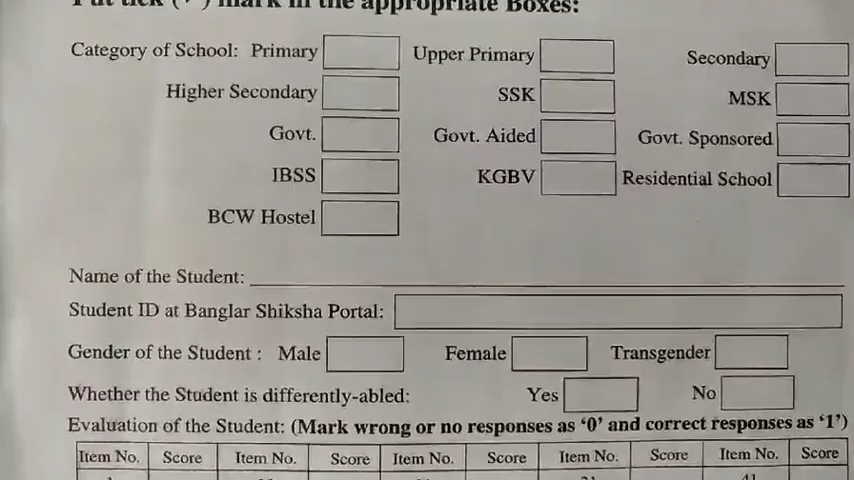 Put tick (✓) mark in the appropriate Boxes:
Category of School: Primary Upper Primary Secondary
Higher Secondary SSK MSK
Govt. Govt. Aided Govt. Sponsored
IBSS KGBV Residential School
BCW Hostel
Name of the Student:
Student ID at Banglar Shiksha Portal:
Gender of the Student : Male Female Transgender
Whether the Student is differently-abled: Yes No
Evaluation of the Student: (Mark wrong or no responses as ‘0’ and correct responses as ‘1’)
Item No. Score Item No. Score Item No. Score Item No. Score Item No. Score